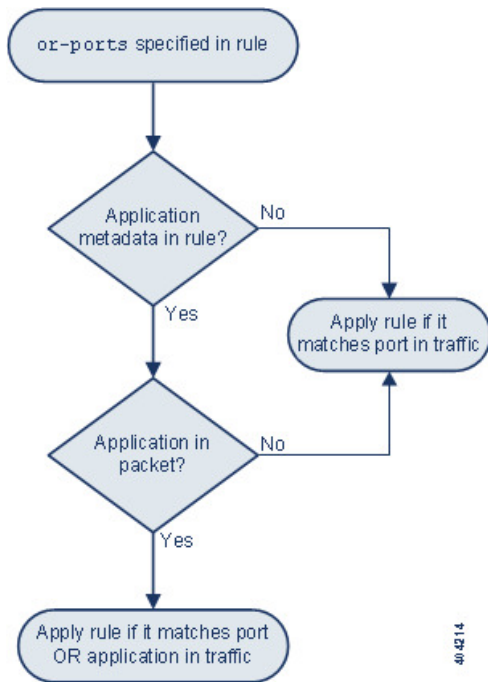 or-ports specified in rule
Application
metadata in rule?
No
Yes
Apply rule if it
matches port in traffic
Application in
packet?
No
Yes
Apply rule if it matches port
OR application in traffic
404214